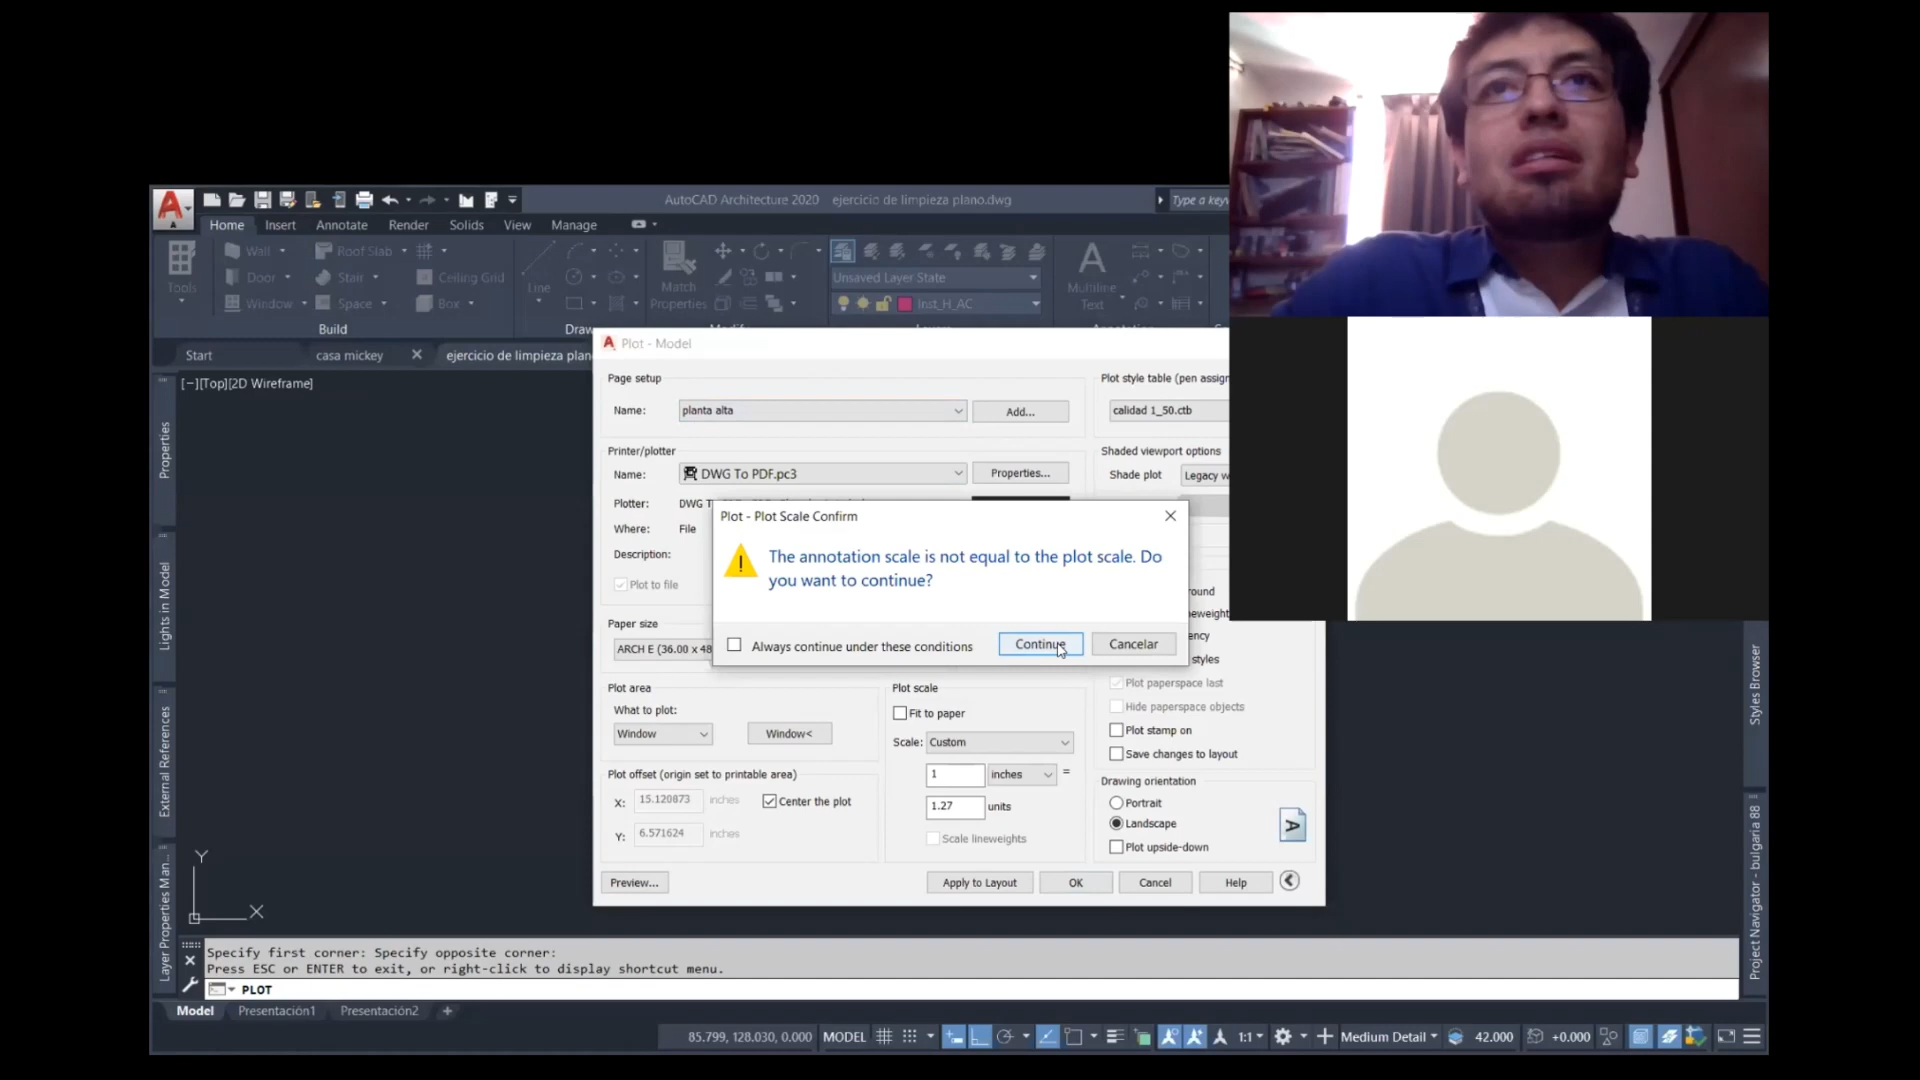 AutoCAD Architecture 2020 ejercicio de limpieza plano.dwg
Type a keyw
Home Insert Annotate Render Solids View Manage
Tools
Wall
Door
Window
Roof Slab
Stair
Space
Ceiling Grid
Box
Build
Line
Draw
Match
Properties
Unsaved Layer State
Inst_H_AC
Multiline
Text
Start
casa mickey
ejercicio de limpieza plan
[−][Top][2D Wireframe]
Properties
Lights in Model
External References
Layer Properties Man...
Plot - Model
Page setup
Name: planta alta Add...
Printer/plotter
Name: DWG To PDF.pc3 Properties...
Plotter: DWG T
Where: File
Description:
Plot to file
Paper size
ARCH E (36.00 x 48
Plot area
What to plot:
Window Window<
Plot offset (origin set to printable area)
X: 15.120873 inches Center the plot
Y: 6.571624 inches
Preview...
Plot - Plot Scale Confirm
The annotation scale is not equal to the plot scale. Do
you want to continue?
Always continue under these conditions Continue Cancelar
Plot scale
Fit to paper
Scale: Custom
1 inches =
1.27 units
Scale lineweights
Plot style table (pen assign
calidad 1_50.ctb
Shaded viewport options
Shade plot Legacy w
round
eweight
ency
styles
Plot paperspace last
Hide paperspace objects
Plot stamp on
Save changes to layout
Drawing orientation
Portrait
Landscape
Plot upside-down
A
Apply to Layout OK Cancel Help
Styles Browser
Project Navigator - bulgaria 88
Y
X
Specify first corner: Specify opposite corner:
Press ESC or ENTER to exit, or right-click to display shortcut menu.
PLOT
Model Presentación1 Presentación2 +
85.799, 128.030, 0.000 MODEL 1:1 Medium Detail 42.000 +0.000